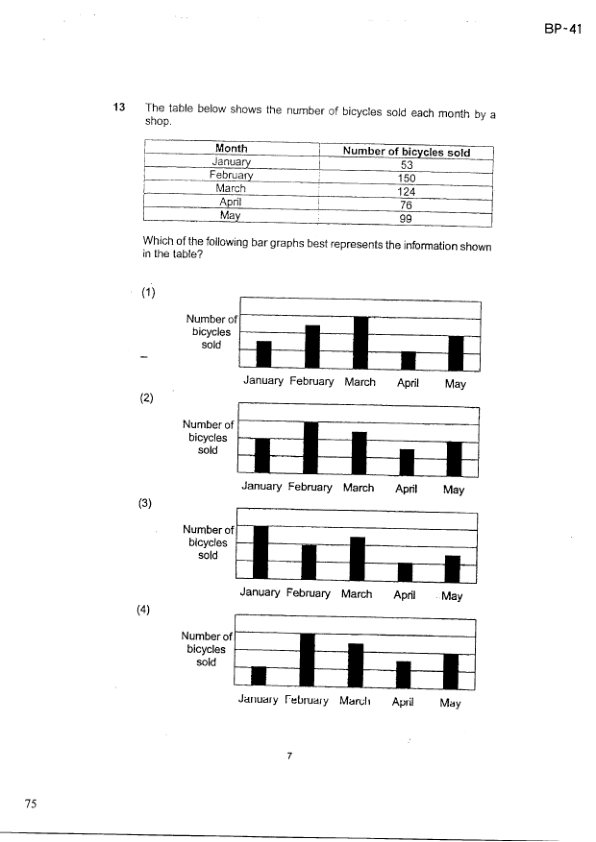 BP-41
13 The table below shows the number of bicycles sold each month by a
shop.
Month Number of bicycles sold
January 53
February 150
March 124
April 76
May 99
Which of the following bar graphs best represents the information shown
in the table?
(1)
Number of
bicycles
sold
January February March April May
(2)
Number of
bicycles
sold
January February March April May
(3)
Number of
bicycles
sold
January February March April May
(4)
Number of
bicycles
sold
January February March April May
7
75